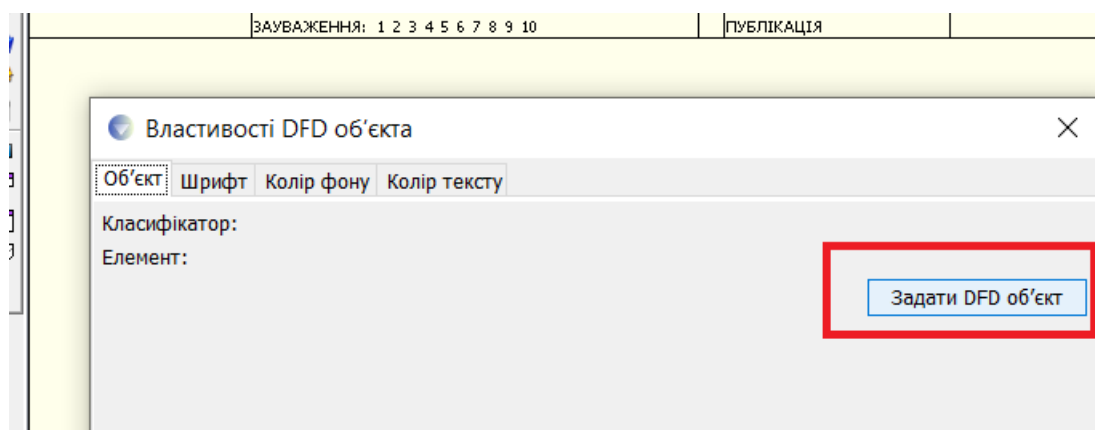 ЗАУВАЖЕННЯ: 1 2 3 4 5 6 7 8 9 10 ПУБЛІКАЦІЯ
Властивості DFD об’єкта
Об’єкт Шрифт Колір фону Колір тексту
Класифікатор:
Елемент:
Задати DFD об’єкт